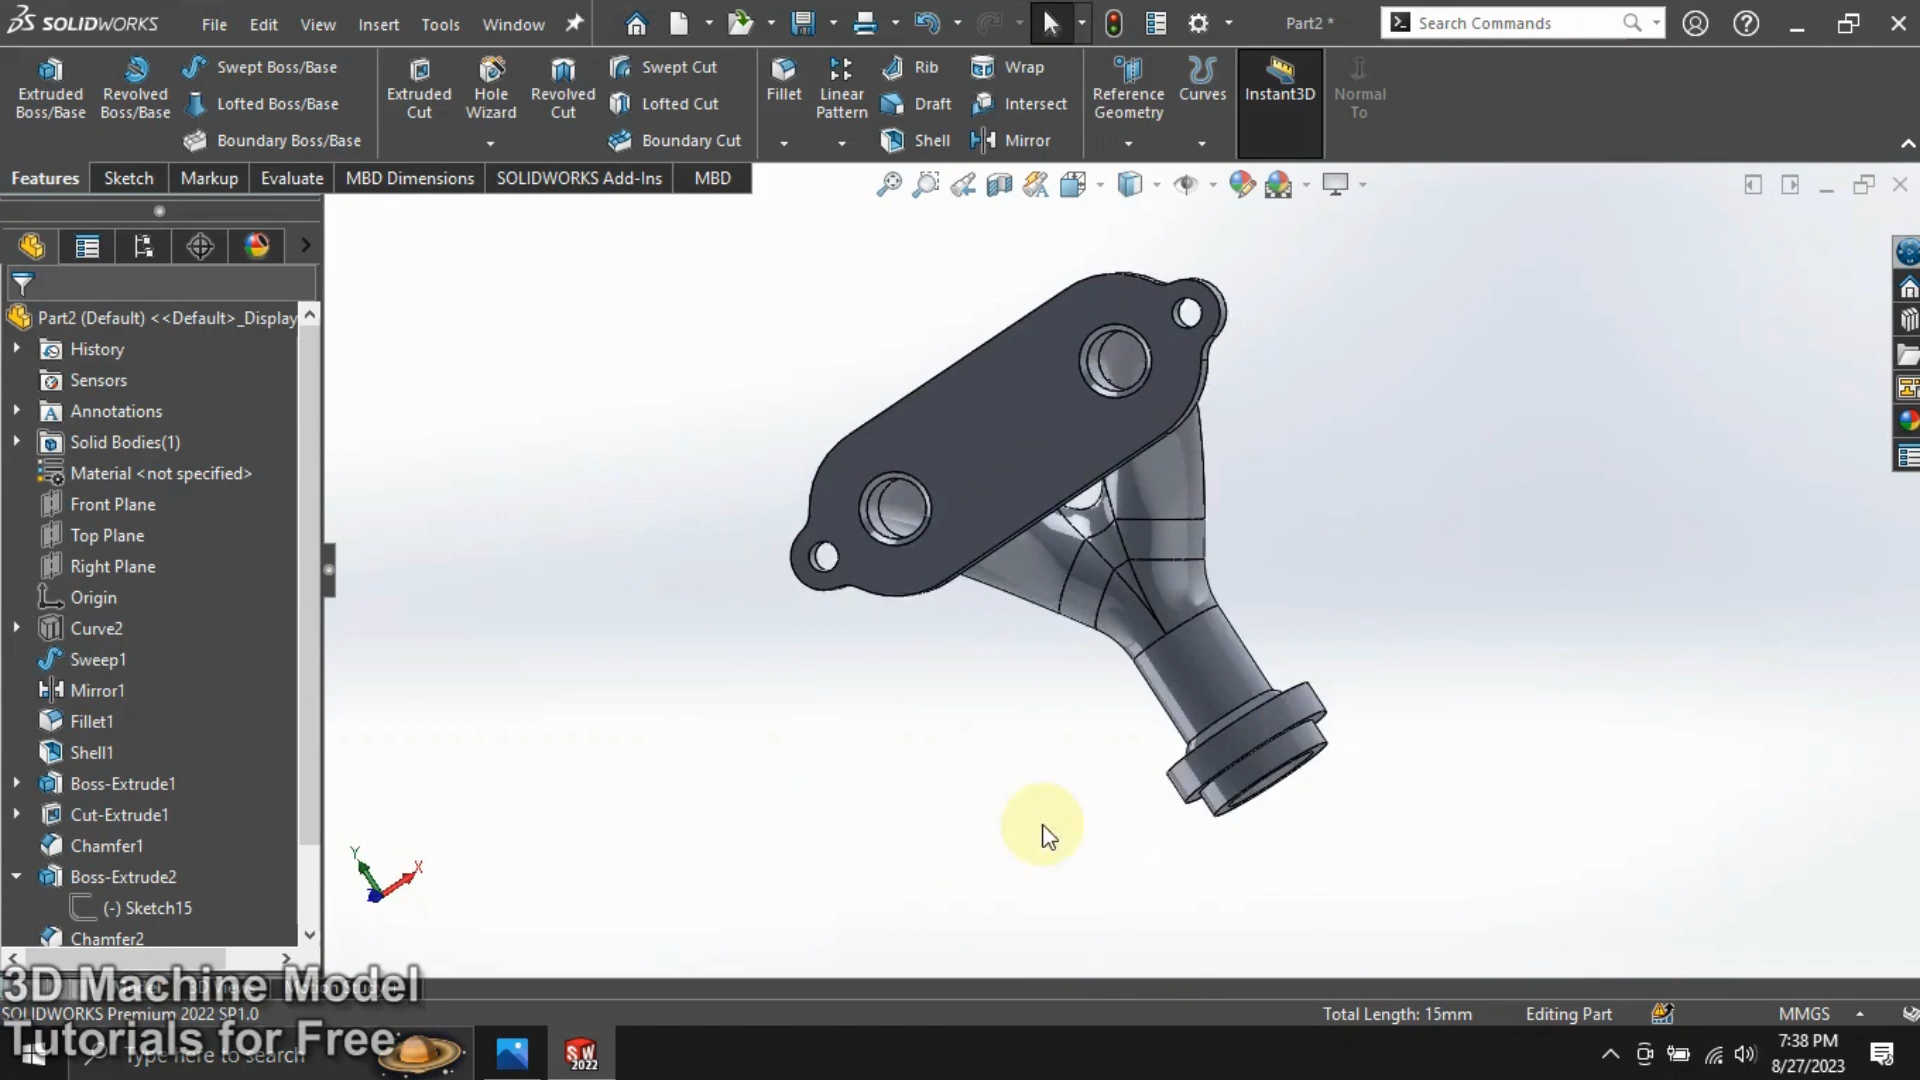 SOLIDWORKS File Edit View Insert Tools Window Part2 * Search Commands
Extruded Boss/Base
Revolved Boss/Base
Swept Boss/Base
Lofted Boss/Base
Boundary Boss/Base
Extruded Cut
Hole Wizard
Revolved Cut
Swept Cut
Lofted Cut
Boundary Cut
Fillet
Linear Pattern
Rib
Draft
Shell
Wrap
Intersect
Mirror
Reference Geometry
Curves
Instant3D
Normal To
Features Sketch Markup Evaluate MBD Dimensions SOLIDWORKS Add-Ins MBD
Part2 (Default) <<Default>_Display
History
Sensors
Annotations
Solid Bodies(1)
Material <not specified>
Front Plane
Top Plane
Right Plane
Origin
Curve2
Sweep1
Mirror1
Fillet1
Shell1
Boss-Extrude1
Cut-Extrude1
Chamfer1
Boss-Extrude2
(-) Sketch15
Chamfer2
Y
X
3D Machine Model
Tutorials for Free
SOLIDWORKS Premium 2022 SP1.0
Total Length: 15mm Editing Part MMGS
Type here to search
SW 2022
7:38 PM
8/27/2023